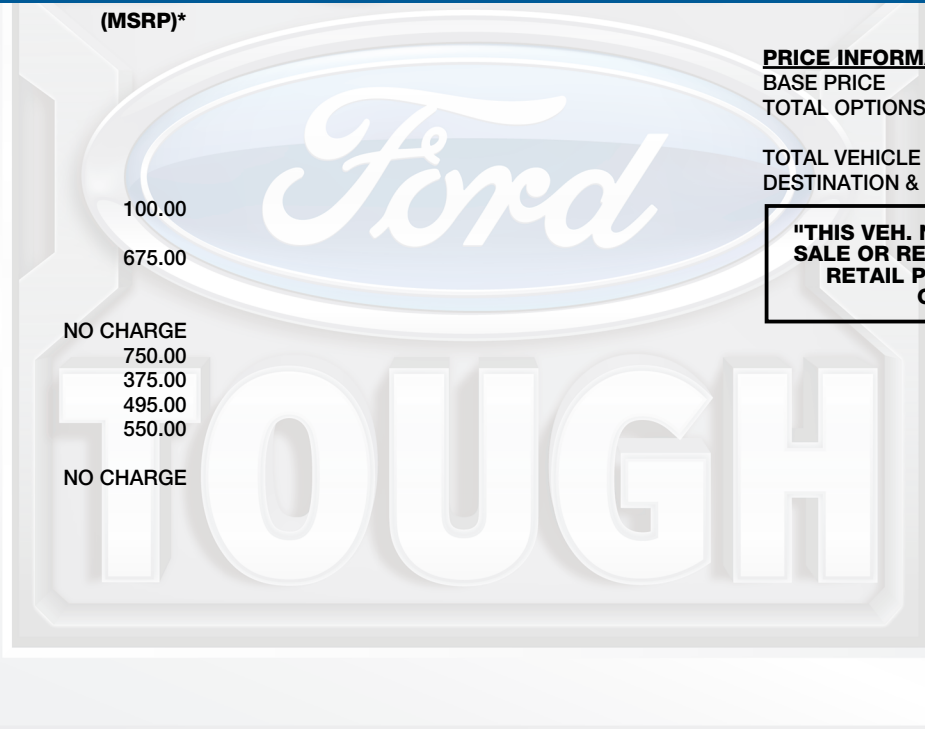 (MSRP)*
100.00
675.00
NO CHARGE
750.00
375.00
495.00
550.00
NO CHARGE
PRICE INFORM
BASE PRICE
TOTAL OPTIONS
TOTAL VEHICLE
DESTINATION &
"THIS VEH.
SALE OR RE
RETAIL P
Ford
TOUGH